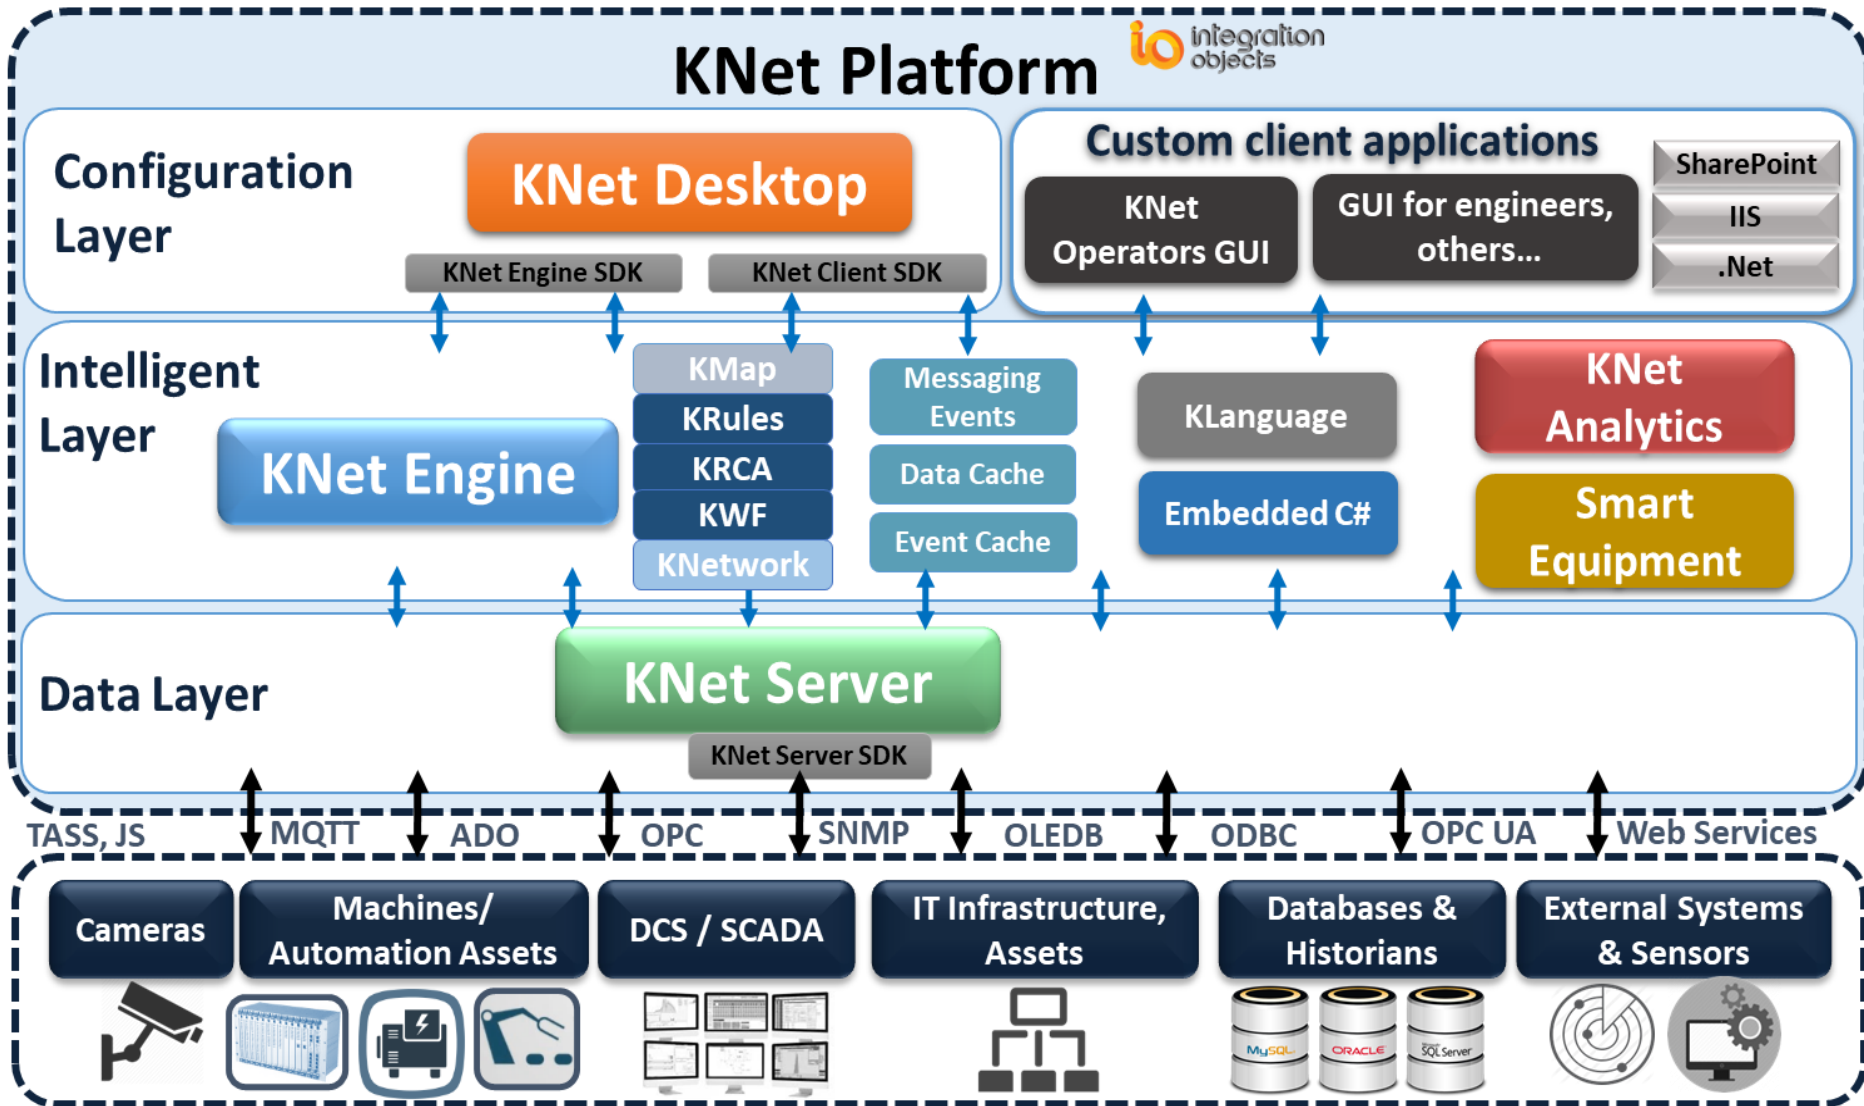 KNet Platform
integration
objects
Configuration
Layer
KNet Desktop
KNet Engine SDK
KNet Client SDK
Custom client applications
KNet
Operators GUI
GUI for engineers,
others...
SharePoint
IIS
.Net
Intelligent
Layer
KNet Engine
KMap
KRules
KRCA
KWF
KNetwork
Messaging
Events
Data Cache
Event Cache
KLanguage
Embedded C#
KNet
Analytics
Smart
Equipment
Data Layer
KNet Server
KNet Server SDK
TASS, JS
MQTT
ADO
OPC
SNMP
OLEDB
ODBC
OPC UA
Web Services
Cameras
Machines/
Automation Assets
DCS / SCADA
IT Infrastructure,
Assets
Databases &
Historians
External Systems
& Sensors
MySQL
ORACLE
SQL Server